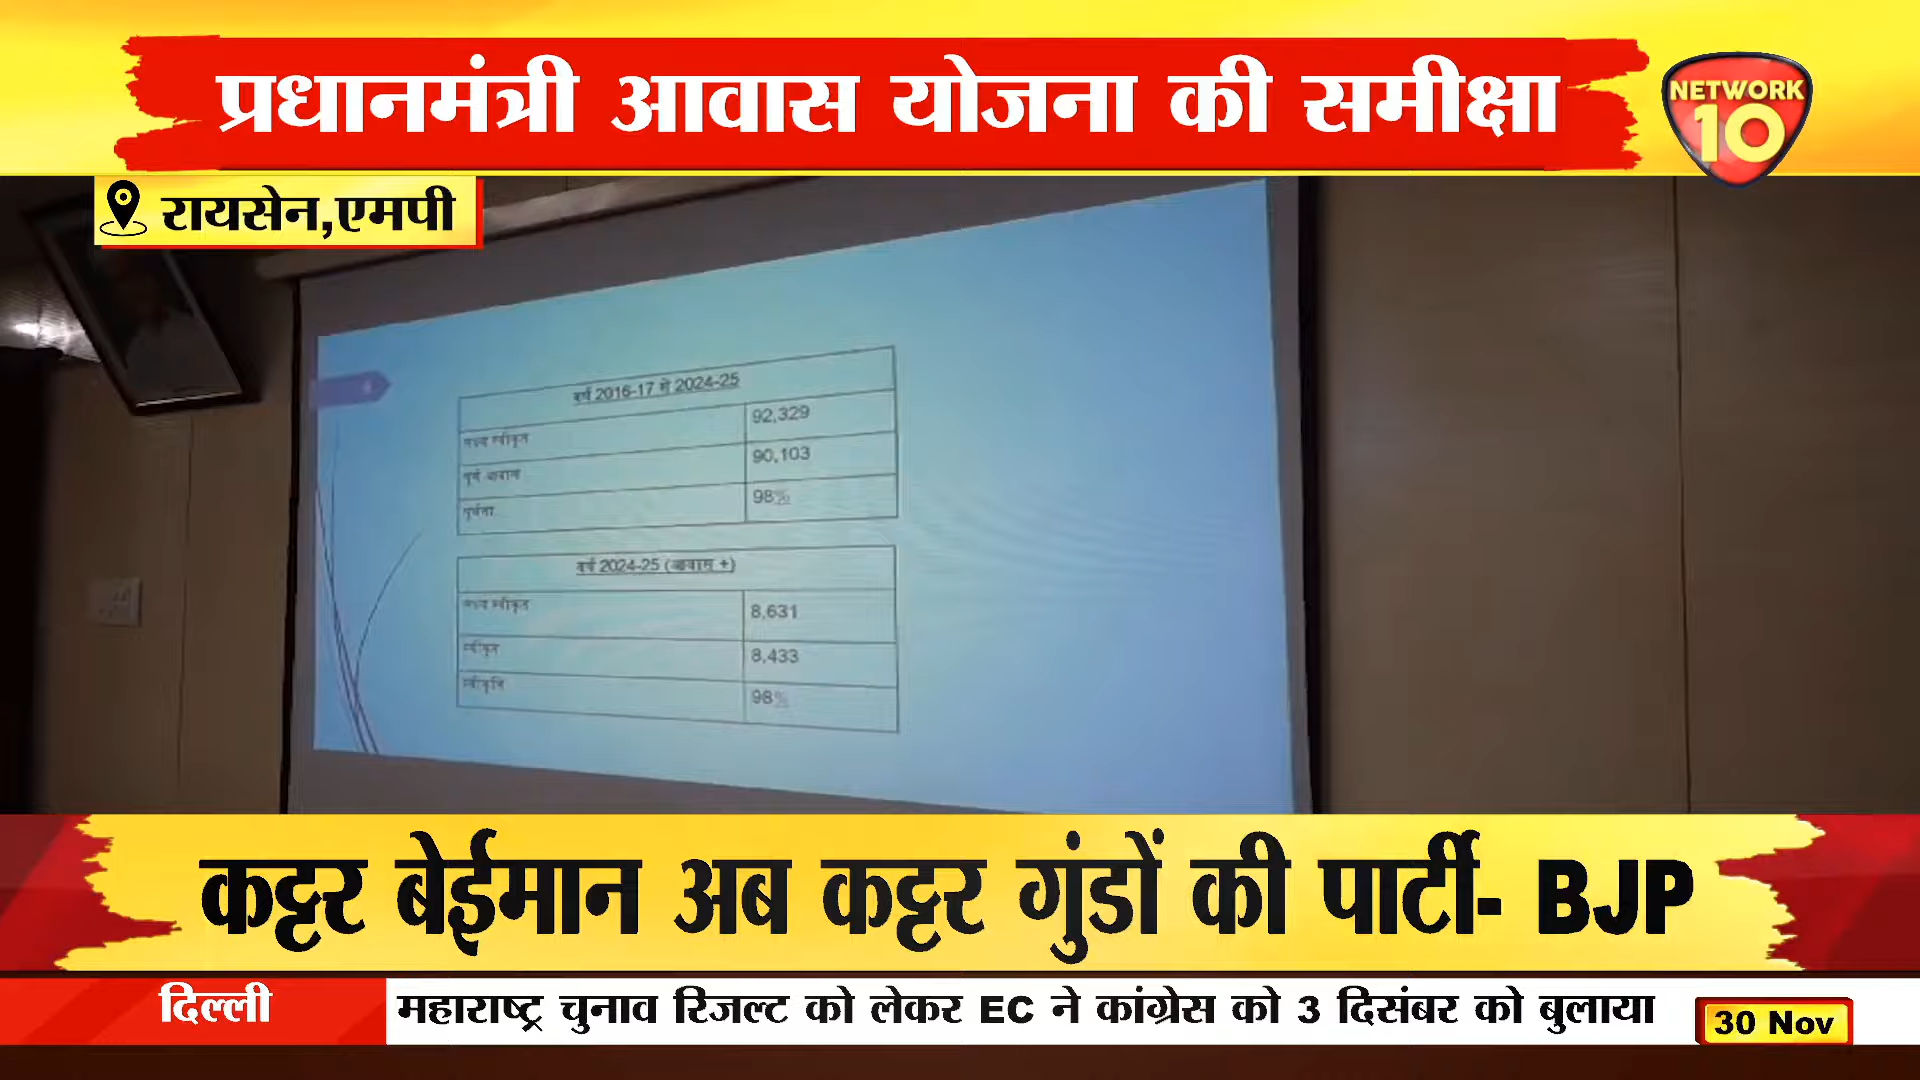 प्रधानमंत्री आवास योजना की समीक्षा
NETWORK
10
रायसेन,एमपी
वर्ष 2016-17 से 2024-25
92,329
पूर्ण आवास
90,103
पूर्णता
98%
वर्ष 2024-25 (आवास +)
8,631
स्वीकृत
8,433
स्वीकृति
98%
कट्टर बेईमान अब कट्टर गुंडों की पार्टी- BJP
दिल्ली
महाराष्ट्र चुनाव रिजल्ट को लेकर EC ने कांग्रेस को 3 दिसंबर को बुलाया
30 Nov